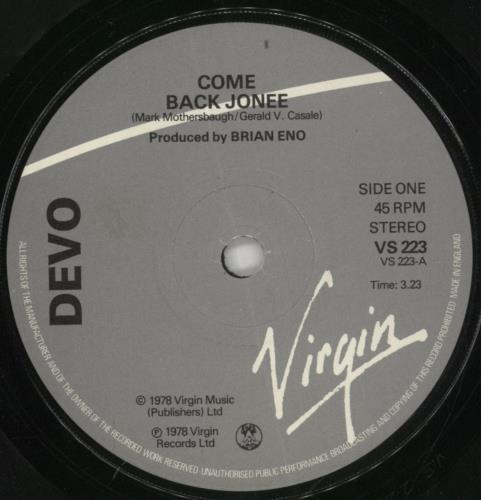 COME
BACK JONEE
(Mark Mothersbaugh/Gerald V. Casale)
Produced by BRIAN ENO
DEVO
SIDE ONE
45 RPM
STEREO
VS 223
VS 223-A
Time: 3.23
Virgin
© 1978 Virgin Music
(Publishers) Ltd
℗ 1978 Virgin
Records Ltd
ALL RIGHTS OF THE MANUFACTURER AND OF THE OWNER OF THE RECORDED WORK RESERVED·UNAUTHORISED PUBLIC PERFORMANCE BROADCASTING AND COPYING OF THIS RECORD PROHIBITED MADE IN ENGLAND